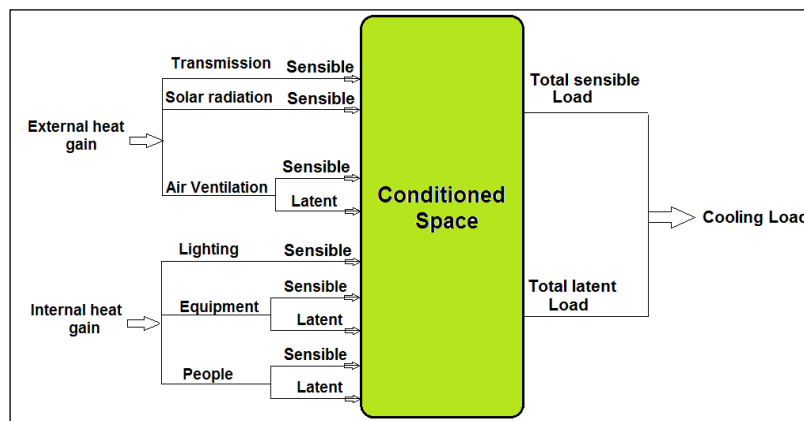 Transmission
Sensible
Solar radiation
Sensible
External heat
gain
Air Ventilation
Sensible
Latent
Lighting
Sensible
Internal heat
gain
Equipment
Sensible
Latent
People
Sensible
Latent
Conditioned
Space
Total sensible
Load
Total latent
Load
Cooling Load